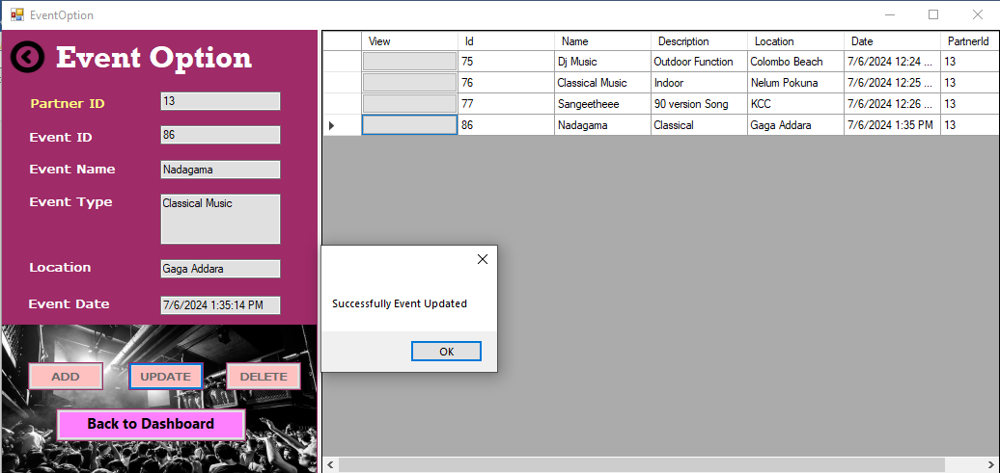 EventOption
Event Option
Partner ID 13
Event ID 86
Event Name Nadagama
Event Type Classical Music
Location Gaga Addara
Event Date 7/6/2024 1:35:14 PM
ADD UPDATE DELETE
Back to Dashboard
View Id Name Description Location Date PartnerId
75 Dj Music Outdoor Function Colombo Beach 7/6/2024 12:24 ... 13
76 Classical Music Indoor Nelum Pokuna 7/6/2024 12:25 ... 13
77 Sangeetheee 90 version Song KCC 7/6/2024 12:26 ... 13
86 Nadagama Classical Gaga Addara 7/6/2024 1:35 PM 13
Successfully Event Updated
OK